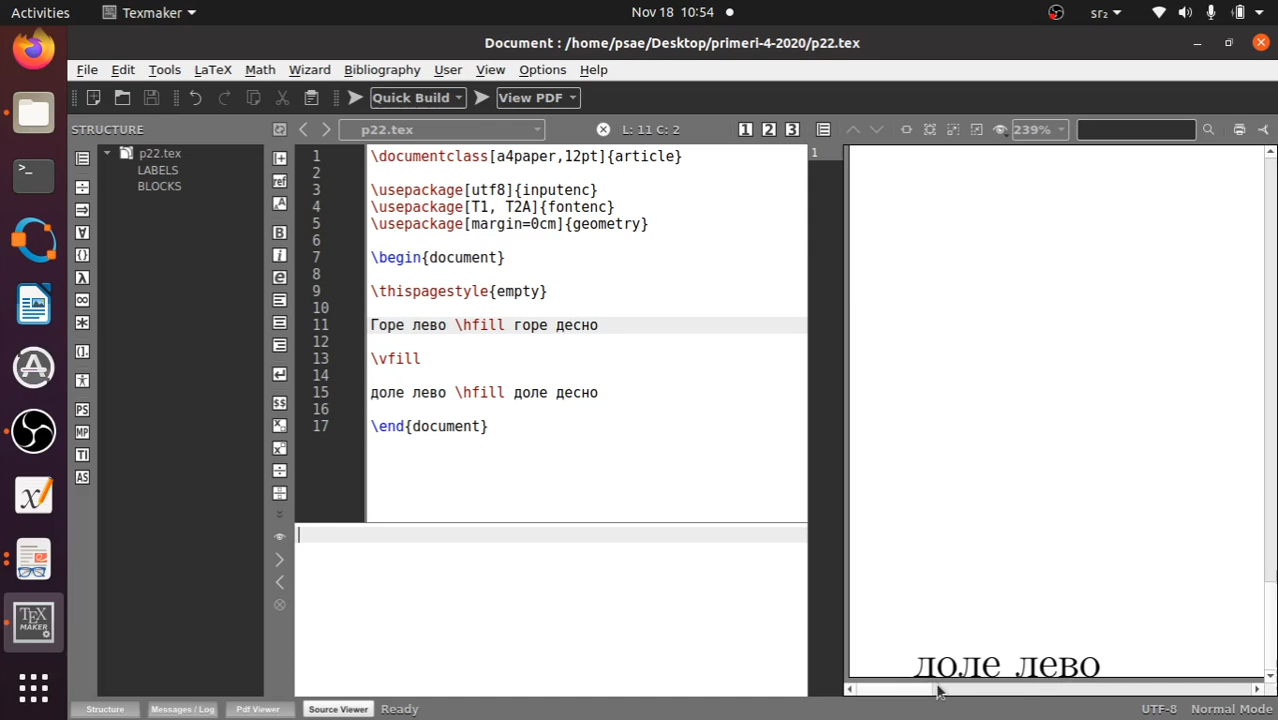 Activities Texmaker Nov 18 10:54 sr₂
Document : /home/psae/Desktop/primeri-4-2020/p22.tex
File Edit Tools LaTeX Math Wizard Bibliography User View Options Help
Quick Build View PDF
STRUCTURE p22.tex L: 11 C: 2 1 2 3 239%
p22.tex
LABELS
BLOCKS
1 \documentclass[a4paper,12pt]{article}
2
3 \usepackage[utf8]{inputenc}
4 \usepackage[T1, T2A]{fontenc}
5 \usepackage[margin=0cm]{geometry}
6
7 \begin{document}
8
9 \thispagestyle{empty}
10
11 Горе лево \hfill горе десно
12
13 \vfill
14
15 доле лево \hfill доле десно
16
17 \end{document}
1
доле лево
Structure Messages / Log Pdf Viewer Source Viewer Ready UTF-8 Normal Mode